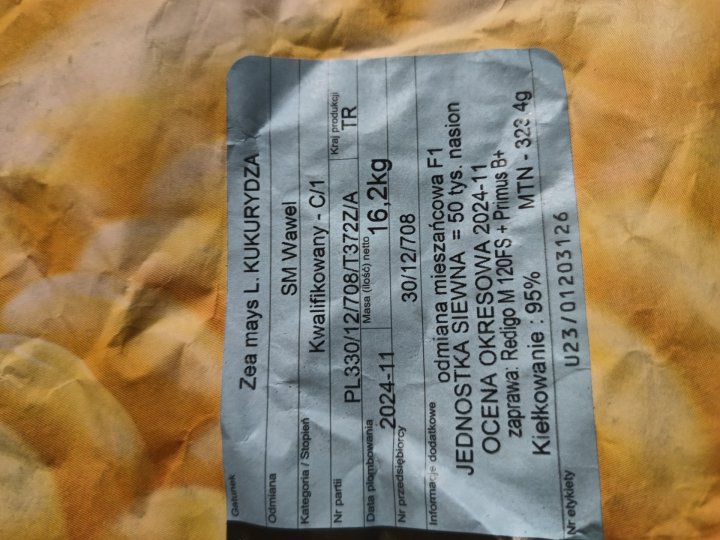 Gatunek Zea mays L. KUKURYDZA
Odmiana SM Wawel
Kategoria / Stopień Kwalifikowany - C/1
Nr partii PL330/12/708/T372Z/A Kraj produkcji TR
Data plombowania 2024-11 Masa (ilość) netto 16,2kg
Nr przedsiębiorcy 30/12/708
Informacje dodatkowe odmiana mieszańcowa F1
JEDNOSTKA SIEWNA = 50 tys. nasion
OCENA OKRESOWA 2024-11
zaprawa: Redigo M 120FS + Primus B+
Kiełkowanie : 95% MTN - 323,4g
Nr etykiety U23/01203126